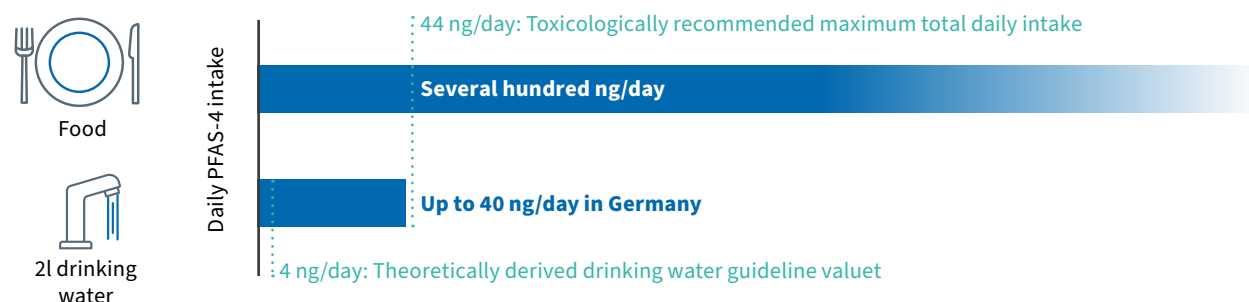 44 ng/day: Toxicologically recommended maximum total daily intake
Several hundred ng/day
Food
Daily PFAS-4 intake
Up to 40 ng/day in Germany
4 ng/day: Theoretically derived drinking water guideline valuet
2l drinking
water